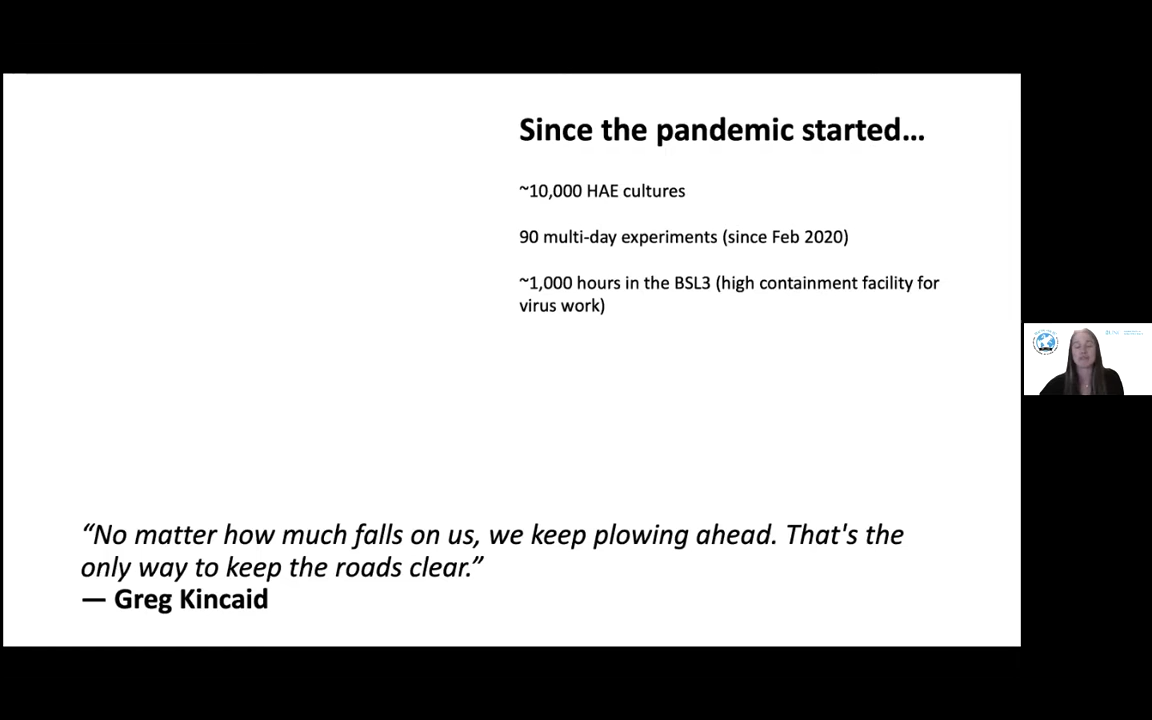 Since the pandemic started…
~10,000 HAE cultures
90 multi-day experiments (since Feb 2020)
~1,000 hours in the BSL3 (high containment facility for
virus work)
“No matter how much falls on us, we keep plowing ahead. That's the
only way to keep the roads clear.”
— Greg Kincaid